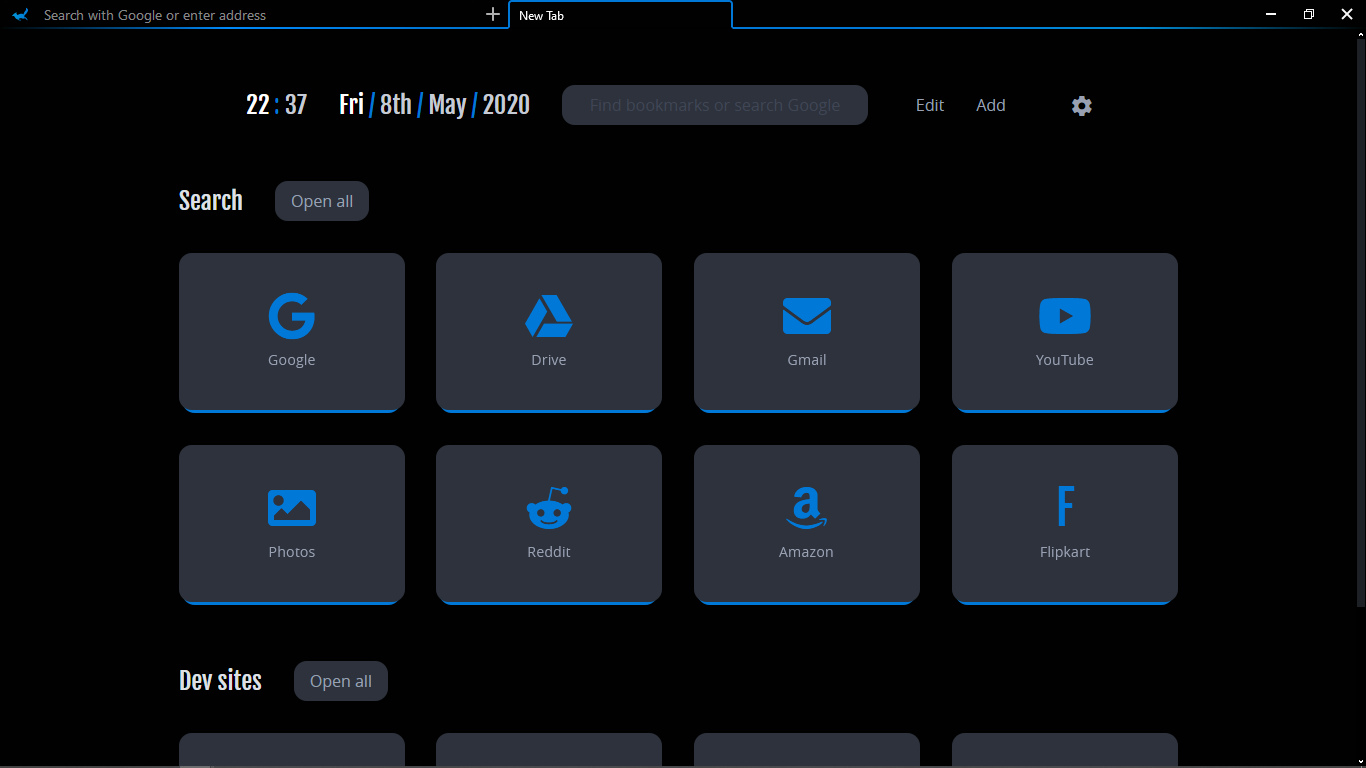 Search with Google or enter address
New Tab
22 : 37 Fri / 8th / May / 2020
Find bookmarks or search Google
Edit Add
Search Open all
Google Drive Gmail YouTube
Photos Reddit Amazon Flipkart
Dev sites Open all